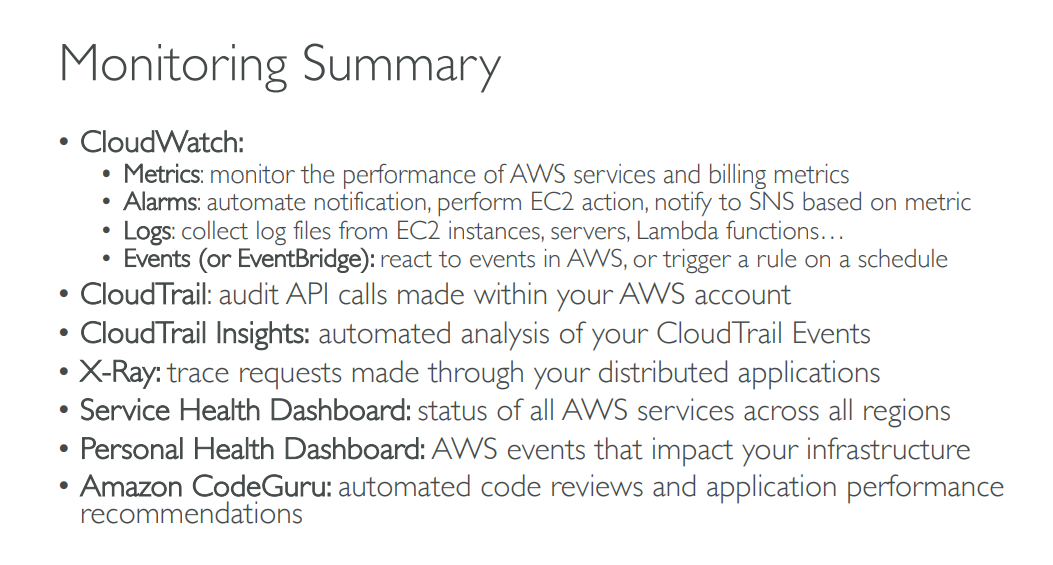 Monitoring Summary
• CloudWatch:
• Metrics: monitor the performance of AWS services and billing metrics
• Alarms: automate notification, perform EC2 action, notify to SNS based on metric
• Logs: collect log files from EC2 instances, servers, Lambda functions…
• Events (or EventBridge): react to events in AWS, or trigger a rule on a schedule
• CloudTrail: audit API calls made within your AWS account
• CloudTrail Insights: automated analysis of your CloudTrail Events
• X-Ray: trace requests made through your distributed applications
• Service Health Dashboard: status of all AWS services across all regions
• Personal Health Dashboard: AWS events that impact your infrastructure
• Amazon CodeGuru: automated code reviews and application performance
recommendations